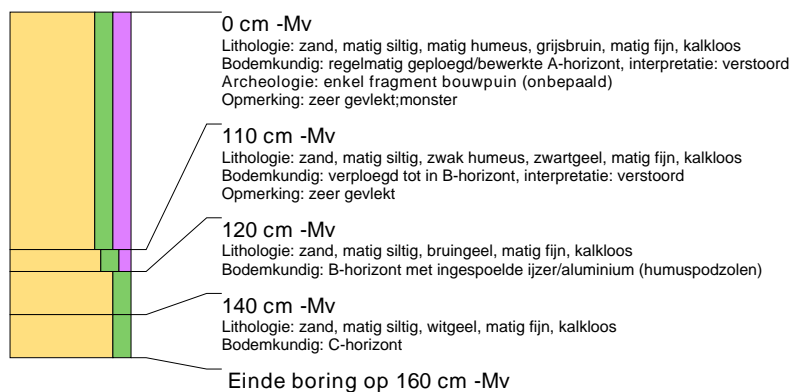 0 cm -Mv
Lithologie: zand, matig siltig, matig humeus, grijsbruin, matig fijn, kalkloos
Bodemkundig: regelmatig geploegd/bewerkte A-horizont, interpretatie: verstoord
Archeologie: enkel fragment bouwpuin (onbepaald)
Opmerking: zeer gevlekt;monster
110 cm -Mv
Lithologie: zand, matig siltig, zwak humeus, zwartgeel, matig fijn, kalkloos
Bodemkundig: verploegd tot in B-horizont, interpretatie: verstoord
Opmerking: zeer gevlekt
120 cm -Mv
Lithologie: zand, matig siltig, bruingeel, matig fijn, kalkloos
Bodemkundig: B-horizont met ingespoelde ijzer/aluminium (humuspodzolen)
140 cm -Mv
Lithologie: zand, matig siltig, witgeel, matig fijn, kalkloos
Bodemkundig: C-horizont
Einde boring op 160 cm -Mv